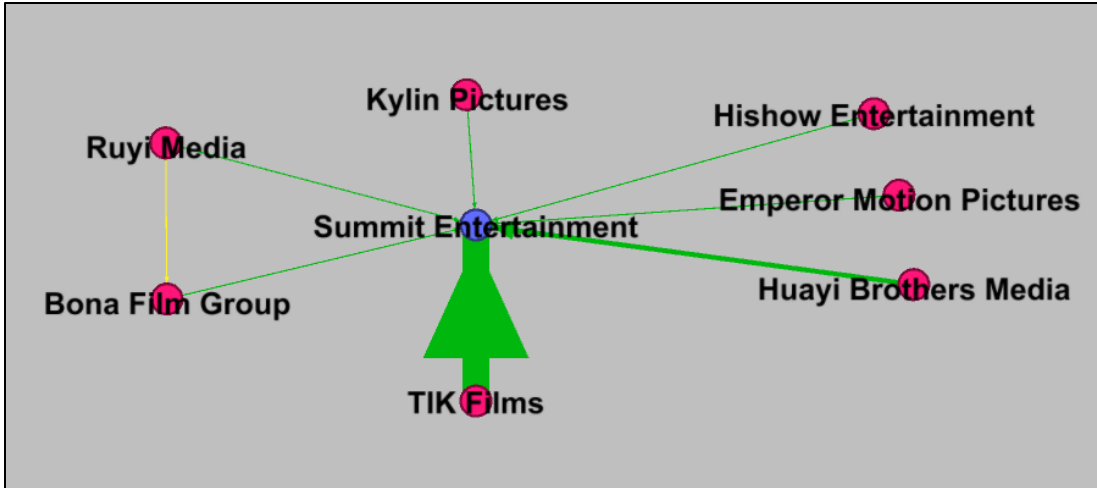 Kylin Pictures
Hishow Entertainment
Ruyi Media
Emperor Motion Pictures
Summit Entertainment
Huayi Brothers Media
Bona Film Group
TIK Films